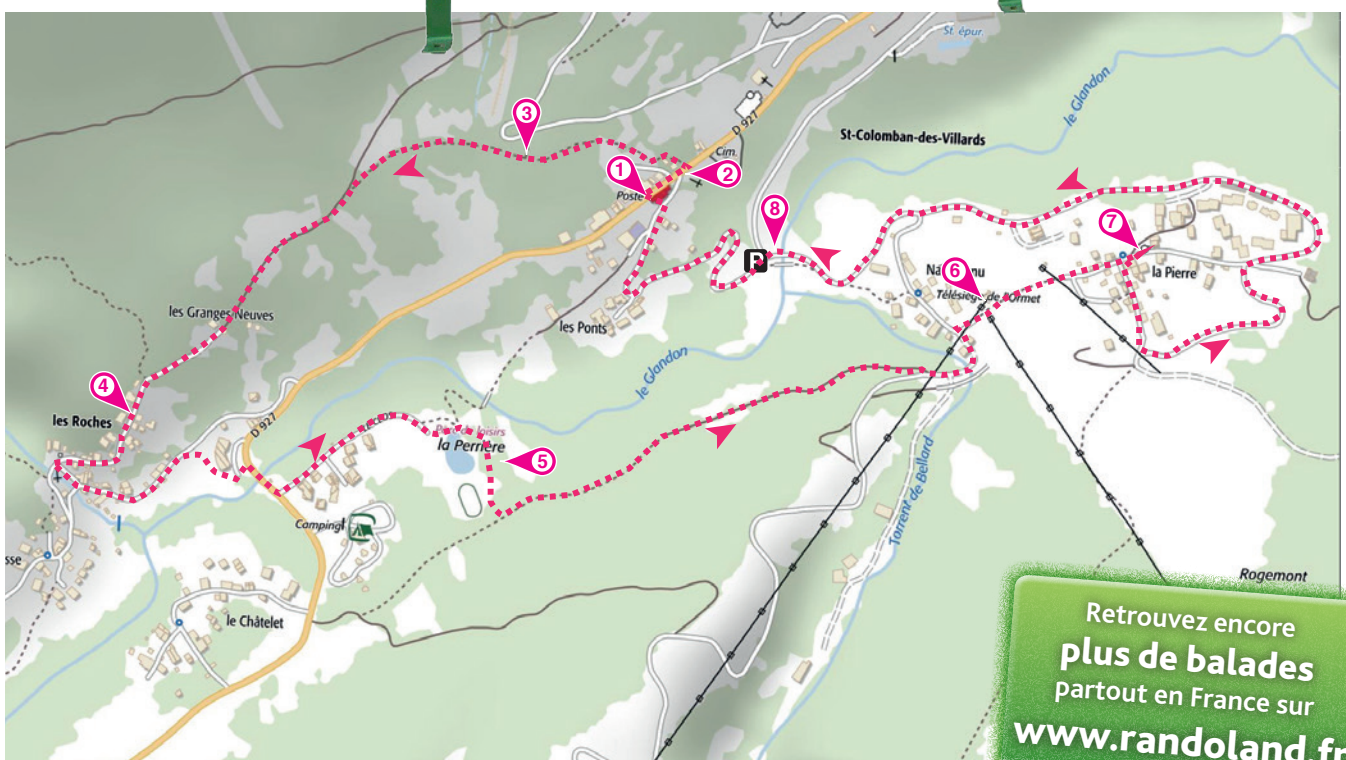 St. épur.
le Glandon
D 927
St-Colomban-des-Villards
3
Cim.
1
2
Poste
8
7
P
6
la Pierre
Télésiège de l'Ormet
les Granges Neuves
les Ponts
le Glandon
4
les Roches
D 927
la Perrière
5
Camping
Torrent de Bellard
sse
Rogemont
le Châtelet
Retrouvez encore
plus de balades
partout en France sur
www.randoland.fr